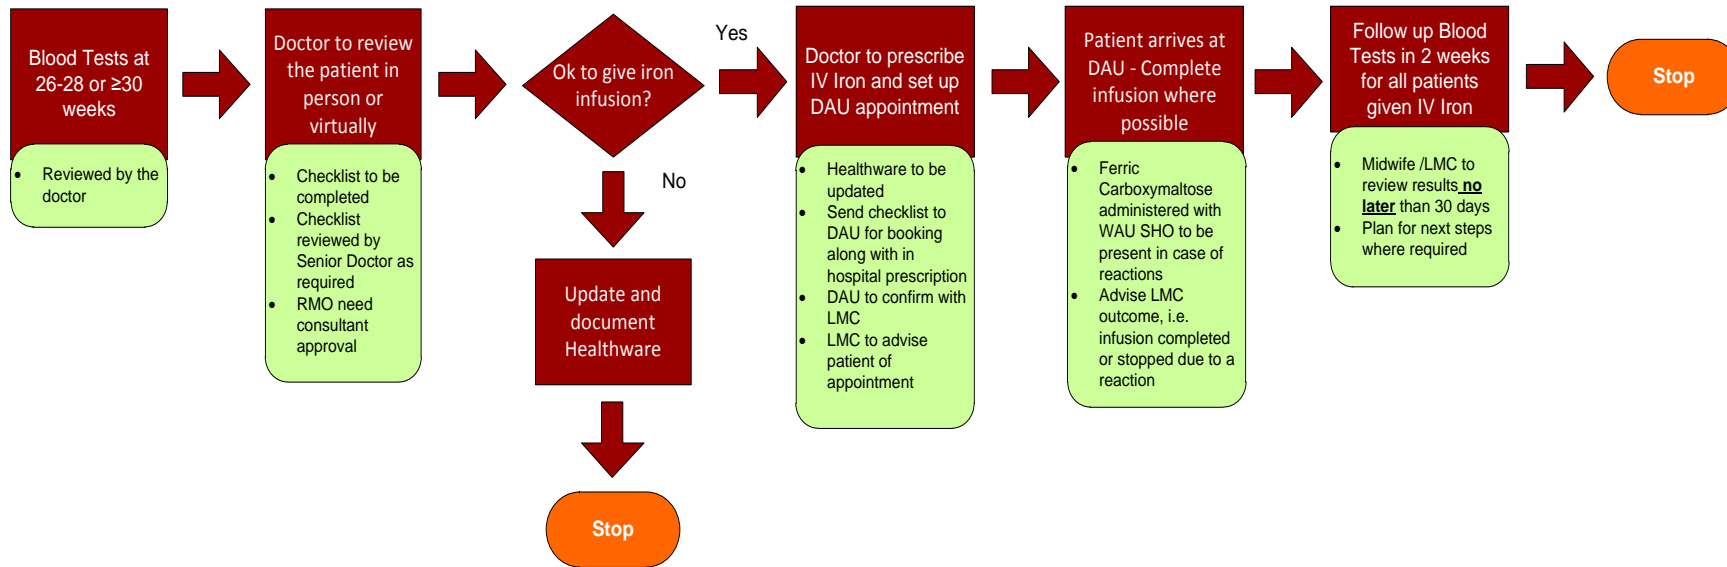 Blood Tests at
26-28 or ≥30
weeks
• Reviewed by the
doctor
Doctor to review
the patient in
person or
virtually
• Checklist to be
completed
• Checklist
reviewed by
Senior Doctor as
required
• RMO need
consultant
approval
Ok to give iron
infusion?
Yes
No
Update and
document
Healthware
Stop
Doctor to prescribe
IV Iron and set up
DAU appointment
• Healthware to be
updated
• Send checklist to
DAU for booking
along with in
hospital prescription
• DAU to confirm with
LMC
• LMC to advise
patient of
appointment
Patient arrives at
DAU - Complete
infusion where
possible
• Ferric
Carboxymaltose
administered with
WAU SHO to be
present in case of
reactions
• Advise LMC
outcome, i.e.
infusion completed
or stopped due to a
reaction
Follow up Blood
Tests in 2 weeks
for all patients
given IV Iron
• Midwife /LMC to
review results no
later than 30 days
• Plan for next steps
where required
Stop